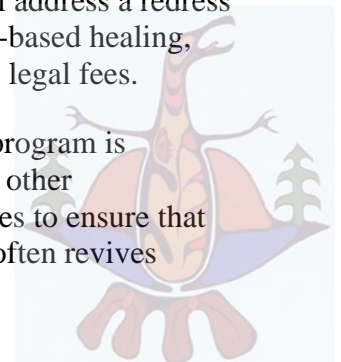 address a redress
-based healing,
legal fees.
program is
other
es to ensure that
often revives